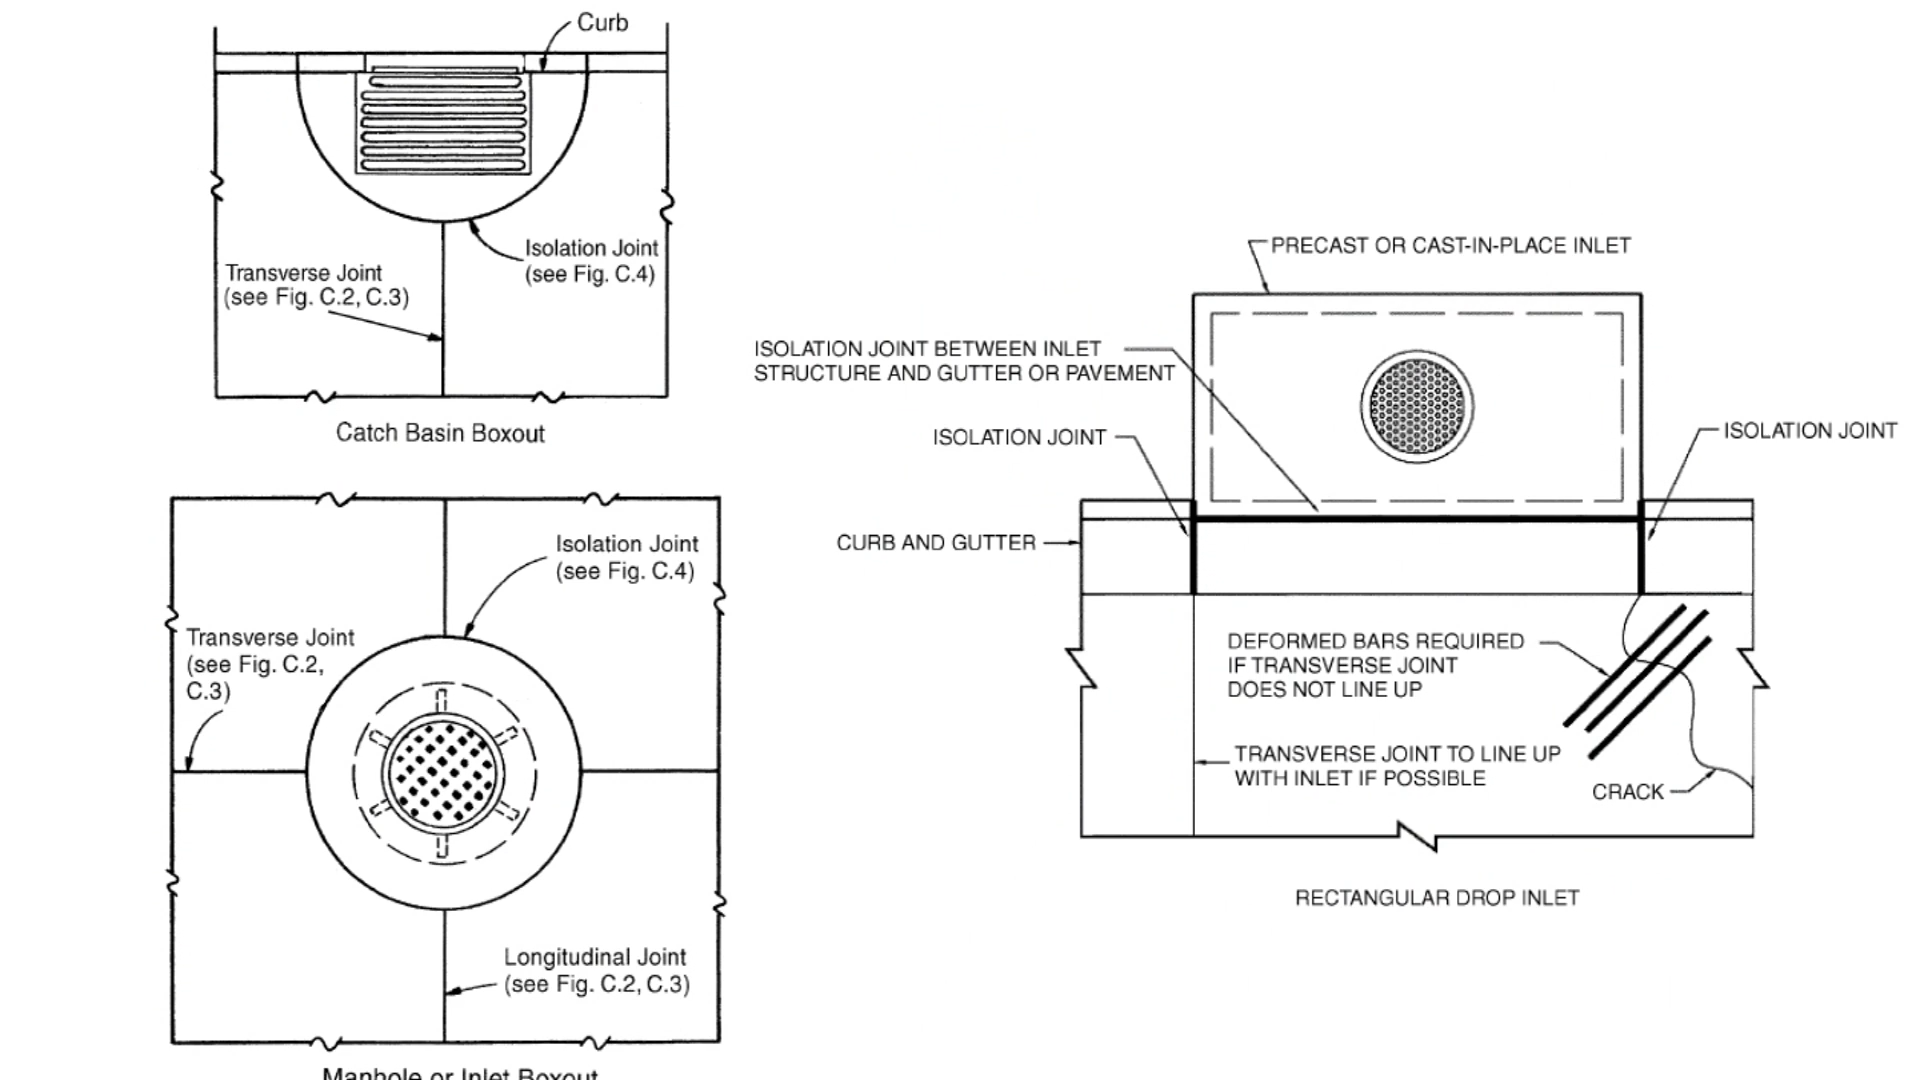 Curb
Isolation Joint
(see Fig. C.4)
Transverse Joint
(see Fig. C.2, C.3)
Catch Basin Boxout
Isolation Joint
(see Fig. C.4)
Transverse Joint
(see Fig. C.2,
C.3)
Longitudinal Joint
(see Fig. C.2, C.3)
Manhole or Inlet Boxout
PRECAST OR CAST-IN-PLACE INLET
ISOLATION JOINT BETWEEN INLET
STRUCTURE AND GUTTER OR PAVEMENT
ISOLATION JOINT
ISOLATION JOINT
CURB AND GUTTER
DEFORMED BARS REQUIRED
IF TRANSVERSE JOINT
DOES NOT LINE UP
TRANSVERSE JOINT TO LINE UP
WITH INLET IF POSSIBLE
CRACK
RECTANGULAR DROP INLET